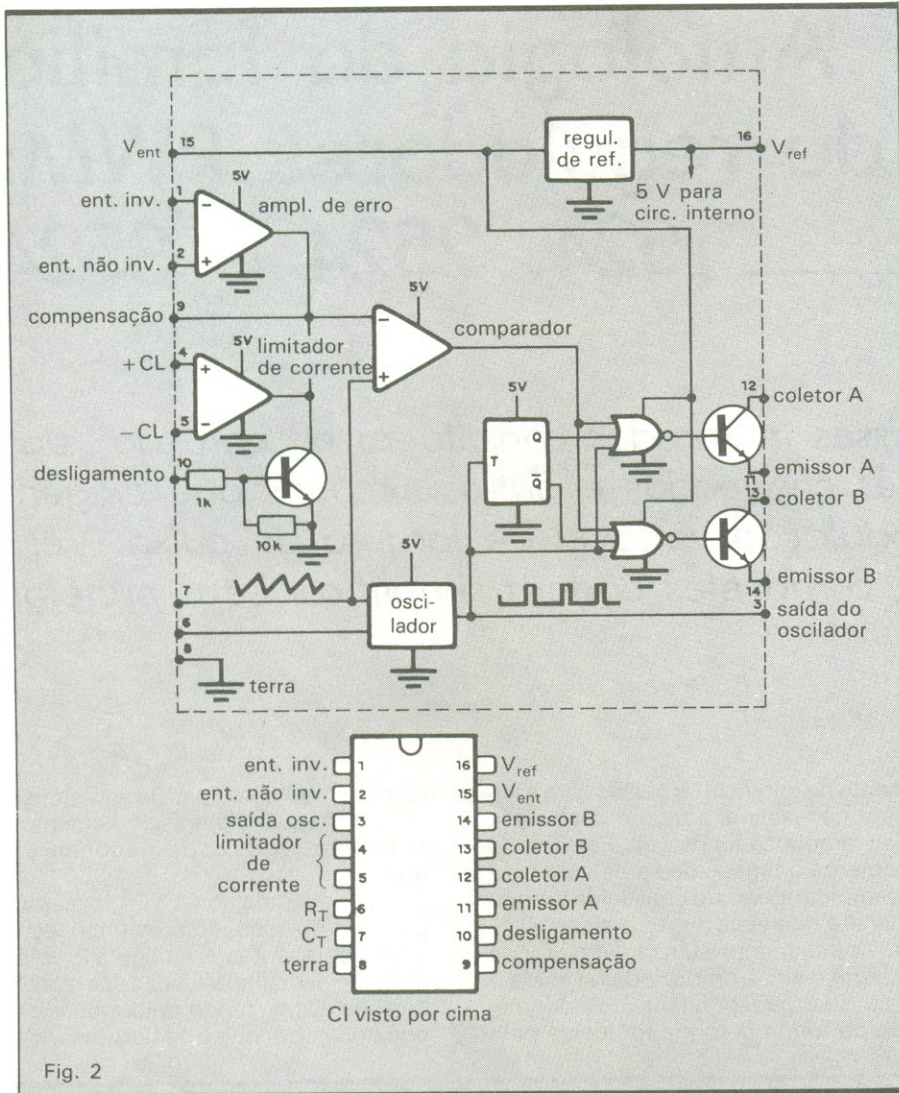 15
V_ent
regul.
de ref.
16
V_ref
5 V para
circ. interno
1
ent. inv.
5V
ampl. de erro
2
ent. não inv.
9
compensação
5V
comparador
+CL
4
5V
limitador
de corrente
−CL
5
desligamento
10
1k
10k
5V
T
Q
Q̄
12
coletor A
emissor A
11
13
coletor B
emissor B
14
3
saída do
oscilador
7
5V
osci-
lador
6
8
terra
ent. inv.
1
16
V_ref
ent. não inv.
2
15
V_ent
saída osc.
3
14
emissor B
limitador
de
corrente
4
13
coletor B
5
12
coletor A
R_T
6
11
emissor A
C_T
7
10
desligamento
terra
8
9
compensação
CI visto por cima
Fig. 2